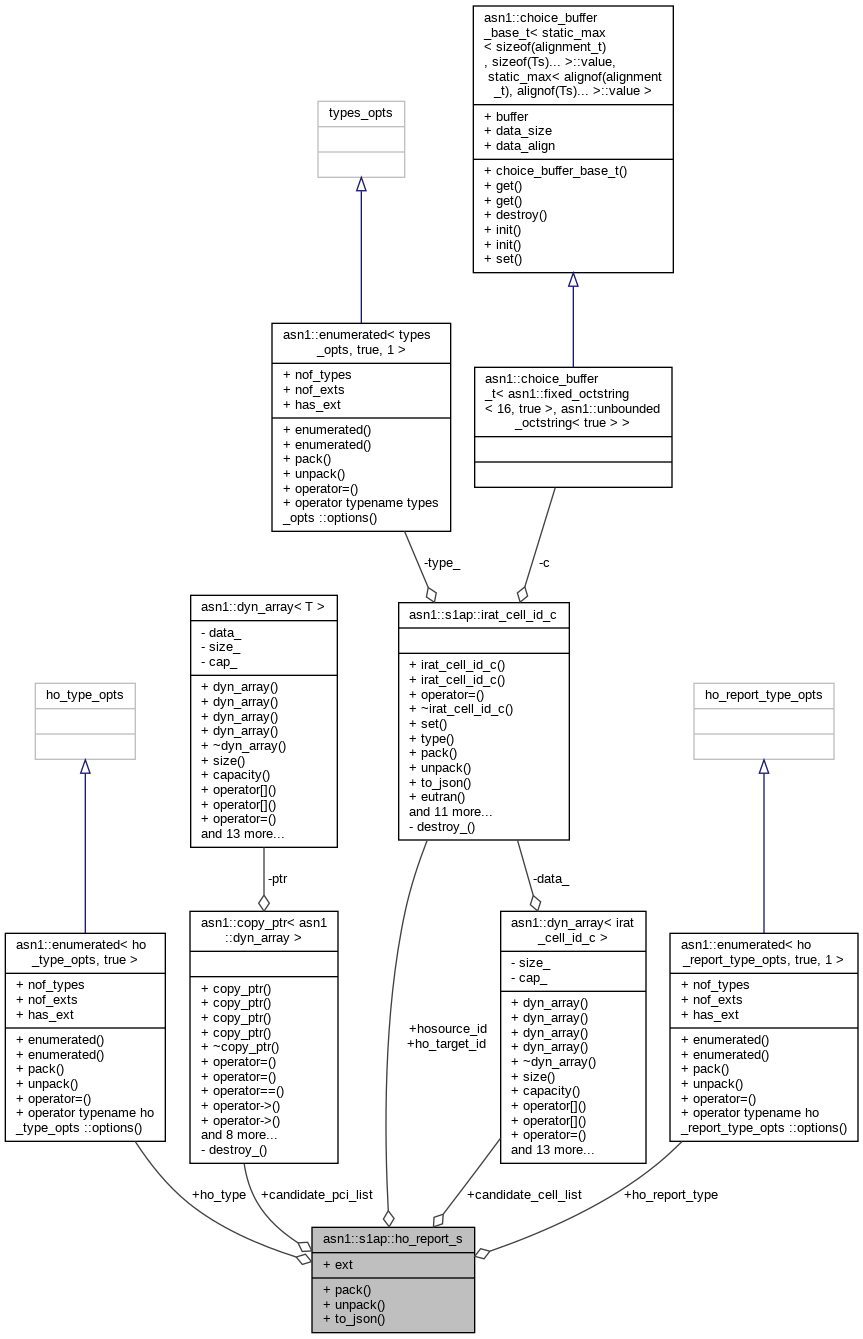 asn1::choice_buffer
_base_t< static_max
< sizeof(alignment_t)
, sizeof(Ts)... >::value,
static_max< alignof(alignment
_t), alignof(Ts)... >::value >
+ buffer
+ data_size
+ data_align
+ choice_buffer_base_t()
+ get()
+ get()
+ destroy()
+ init()
+ init()
+ set()
types_opts
asn1::enumerated< types
_opts, true, 1 >
+ nof_types
+ nof_exts
+ has_ext
+ enumerated()
+ enumerated()
+ pack()
+ unpack()
+ operator=()
+ operator typename types
_opts ::options()
asn1::choice_buffer
_t< asn1::fixed_octstring
< 16, true >, asn1::unbounded
_octstring< true > >
-type_
-c
asn1::dyn_array< T >
- data_
- size_
- cap_
+ dyn_array()
+ dyn_array()
+ dyn_array()
+ dyn_array()
+ ~dyn_array()
+ size()
+ capacity()
+ operator[]()
+ operator[]()
+ operator=()
and 13 more...
asn1::s1ap::irat_cell_id_c
+ irat_cell_id_c()
+ irat_cell_id_c()
+ operator=()
+ ~irat_cell_id_c()
+ set()
+ type()
+ pack()
+ unpack()
+ to_json()
+ eutran()
and 11 more...
- destroy_()
ho_type_opts
ho_report_type_opts
-ptr
-data_
asn1::enumerated< ho
_type_opts, true >
+ nof_types
+ nof_exts
+ has_ext
+ enumerated()
+ enumerated()
+ pack()
+ unpack()
+ operator=()
+ operator typename ho
_type_opts ::options()
asn1::copy_ptr< asn1
::dyn_array >
+ copy_ptr()
+ copy_ptr()
+ copy_ptr()
+ copy_ptr()
+ ~copy_ptr()
+ operator=()
+ operator=()
+ operator==()
+ operator->()
+ operator->()
and 8 more...
- destroy_()
+hosource_id
+ho_target_id
asn1::dyn_array< irat
_cell_id_c >
- size_
- cap_
+ dyn_array()
+ dyn_array()
+ dyn_array()
+ dyn_array()
+ ~dyn_array()
+ size()
+ capacity()
+ operator[]()
+ operator[]()
+ operator=()
and 13 more...
asn1::enumerated< ho
_report_type_opts, true, 1 >
+ nof_types
+ nof_exts
+ has_ext
+ enumerated()
+ enumerated()
+ pack()
+ unpack()
+ operator=()
+ operator typename ho
_report_type_opts ::options()
+ho_type
+candidate_pci_list
+candidate_cell_list
+ho_report_type
asn1::s1ap::ho_report_s
+ ext
+ pack()
+ unpack()
+ to_json()